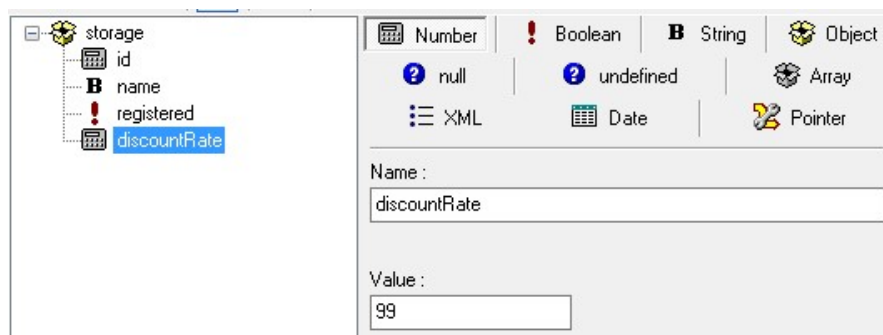 storage
id
name
registered
discountRate
Number Boolean B String Object
null undefined Array
XML Date Pointer
Name :
discountRate
Value :
99